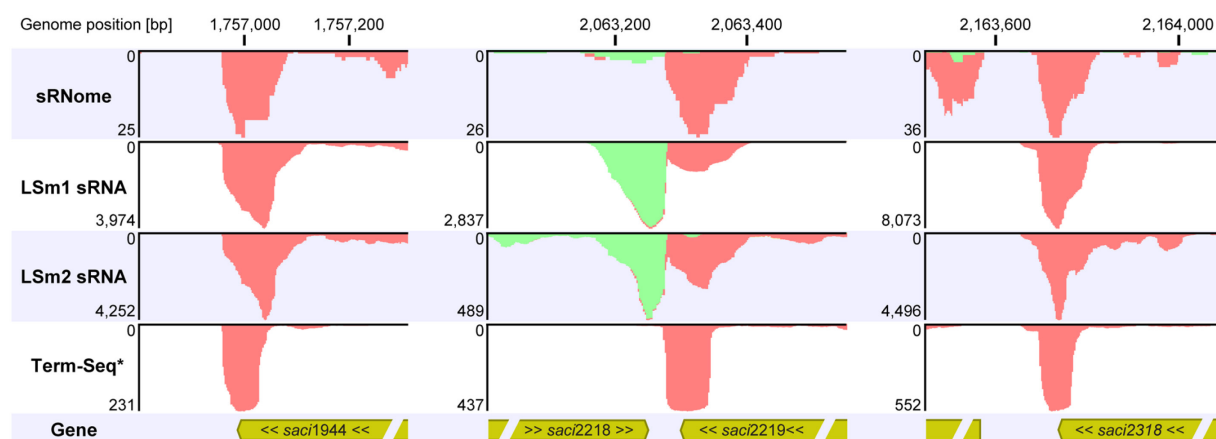 Genome position [bp] 1,757,000 1,757,200 2,063,200 2,063,400 2,163,600 2,164,000
0 0 0
sRNome
25 26 36
0 0 0
LSm1 sRNA
3,974 2,837 8,073
0 0 0
LSm2 sRNA
4,252 489 4,496
0 0 0
Term-Seq*
231 437 552
Gene << saci1944 << >> saci2218 >> << saci2219<< << saci2318 <<